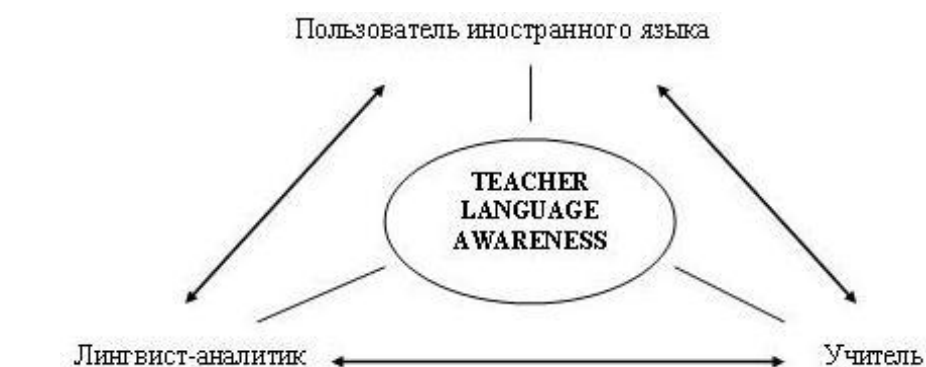 Пользователь иностранного языка
TEACHER
LANGUAGE
AWARENESS
Лингвист-аналитик
Учитель